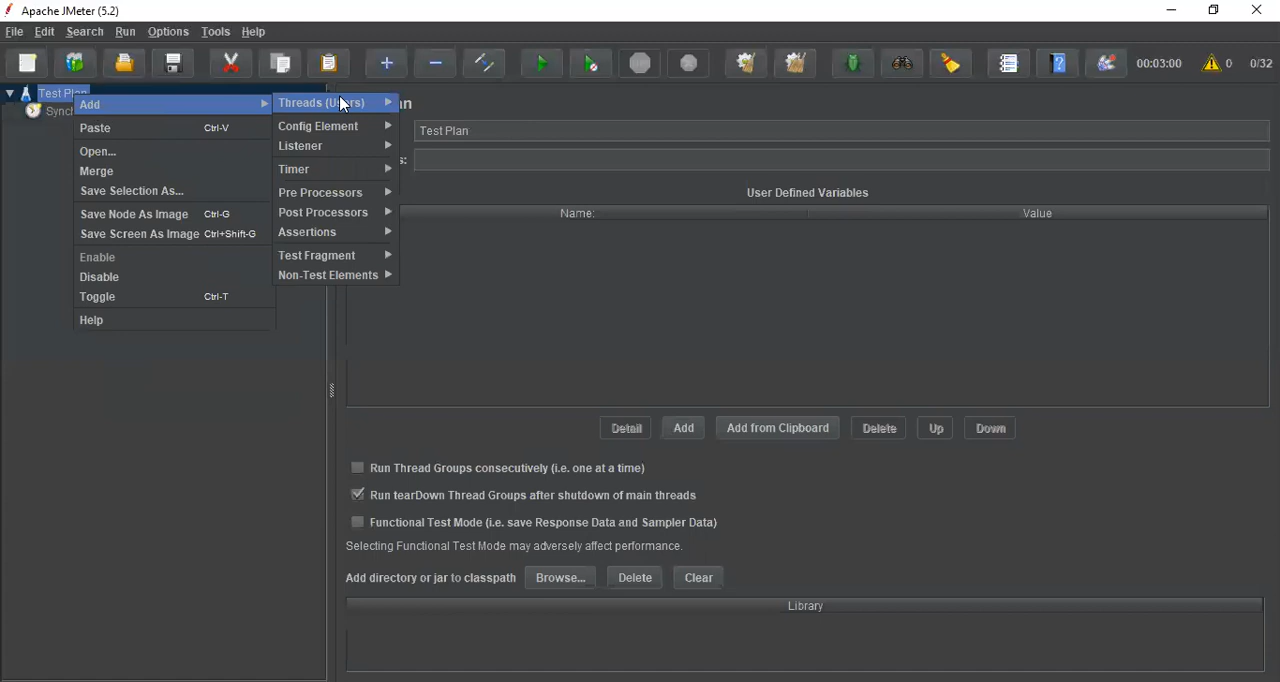 Apache JMeter (5.2)
File Edit Search Run Options Tools Help
00:03:00 0 0/32
Test Plan
Add
Paste Ctrl-V
Open...
Merge
Save Selection As...
Save Node As Image Ctrl-G
Save Screen As Image Ctrl+Shift-G
Enable
Disable
Toggle Ctrl-T
Help
Threads (Users)
Config Element
Listener
Timer
Pre Processors
Post Processors
Assertions
Test Fragment
Non-Test Elements
Test Plan
User Defined Variables
Name: Value
Detail Add Add from Clipboard Delete Up Down
Run Thread Groups consecutively (i.e. one at a time)
Run tearDown Thread Groups after shutdown of main threads
Functional Test Mode (i.e. save Response Data and Sampler Data)
Selecting Functional Test Mode may adversely affect performance.
Add directory or jar to classpath Browse... Delete Clear
Library